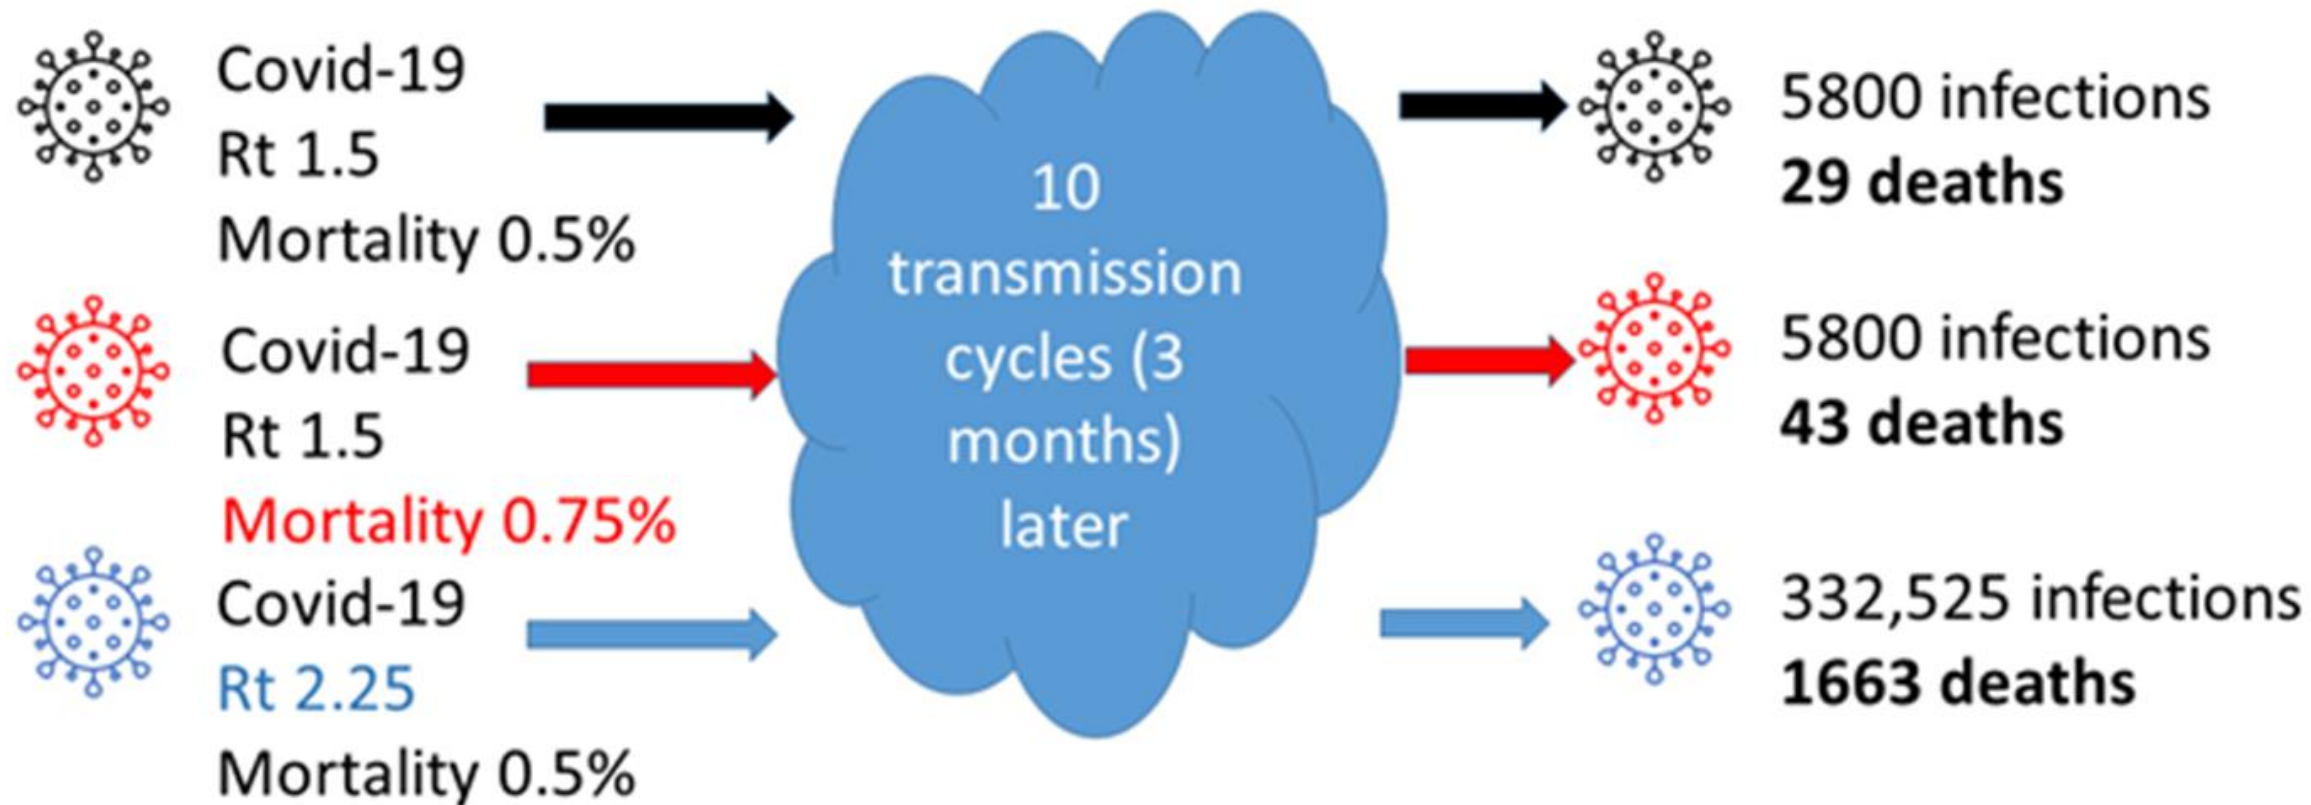 Covid-19
Rt 1.5
Mortality 0.5%
Covid-19
Rt 1.5
Mortality 0.75%
Covid-19
Rt 2.25
Mortality 0.5%
10
transmission
cycles (3
months)
later
5800 infections
29 deaths
5800 infections
43 deaths
332,525 infections
1663 deaths